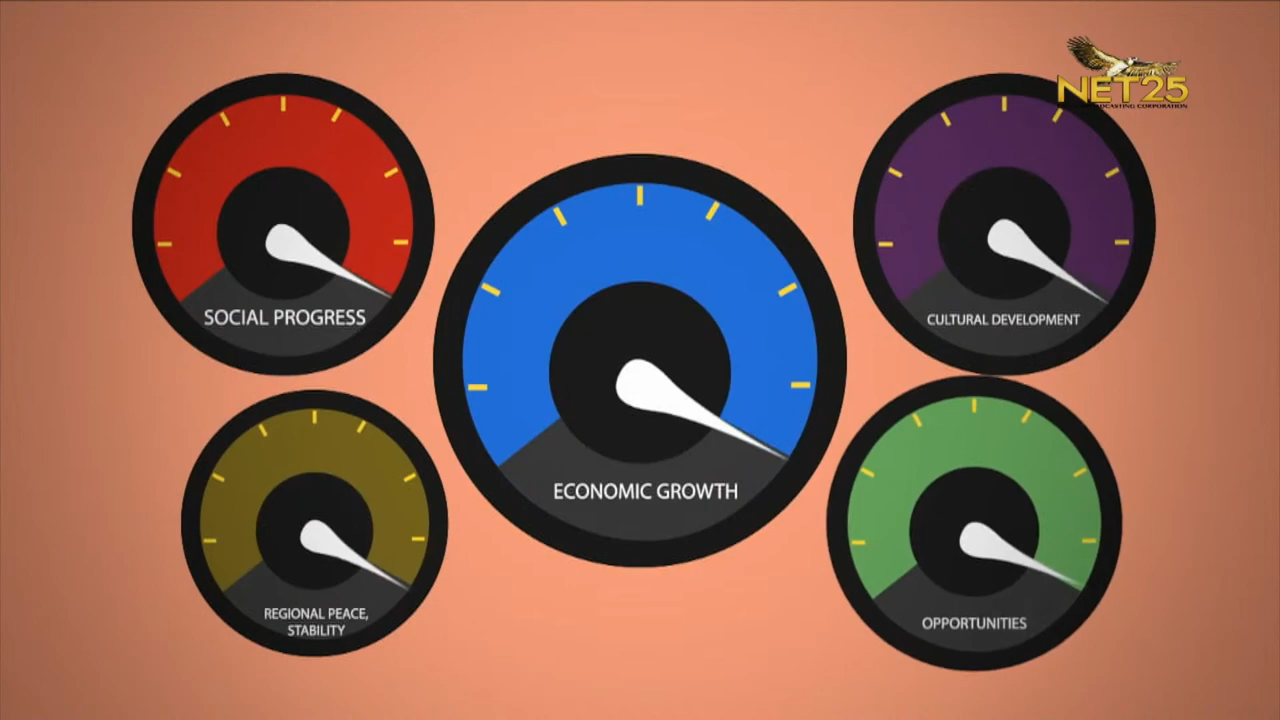 NET25
SOCIAL PROGRESS
ECONOMIC GROWTH
CULTURAL DEVELOPMENT
REGIONAL PEACE,
STABILITY
OPPORTUNITIES